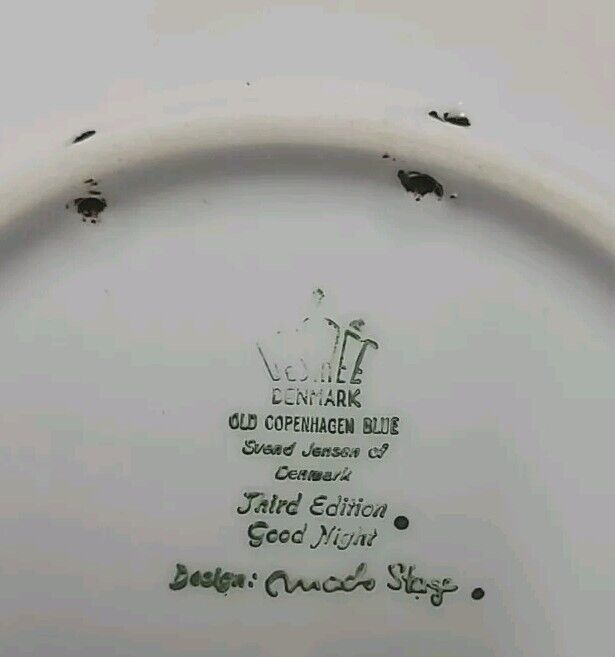 DENMARK
OLD COPENHAGEN BLUE
Svend Jensen of
Denmark
Third Edition
Good Night
Design: Mads Stage